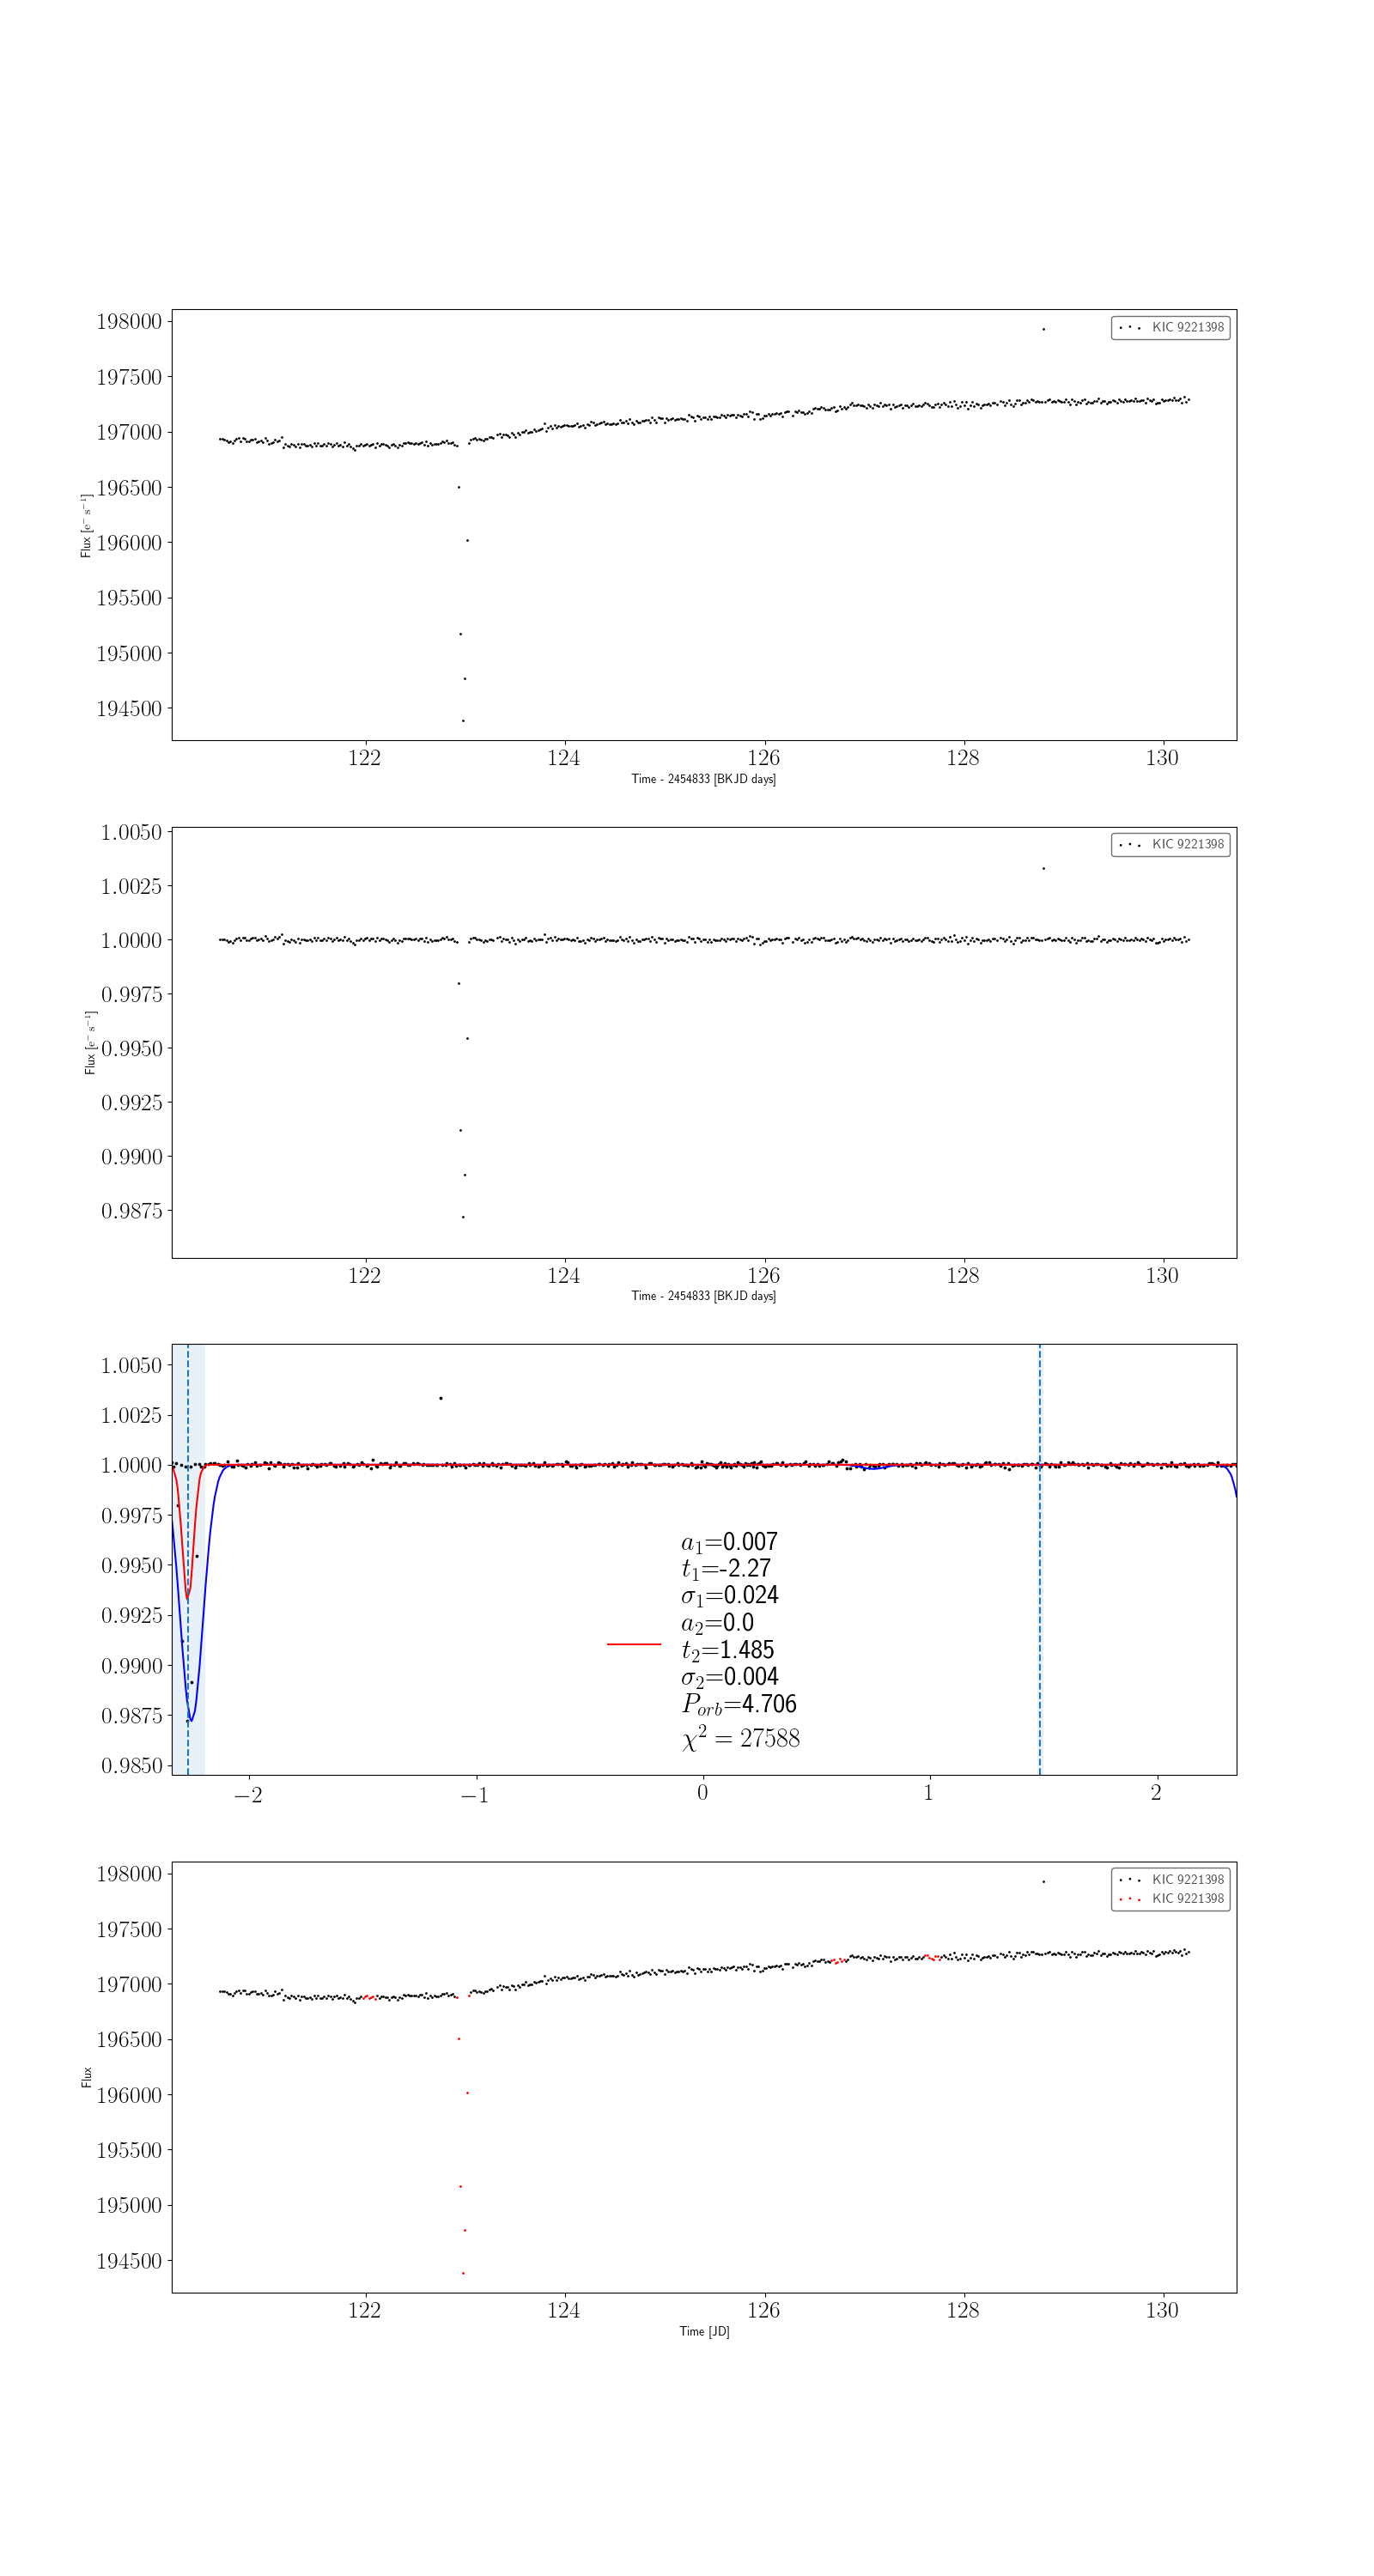 198000
197500
197000
196500
196000
195500
195000
194500
Flux [e⁻ s⁻¹]
KIC 9221398
122 124 126 128 130
Time - 2454833 [BKJD days]
1.0050
1.0025
1.0000
0.9975
0.9950
0.9925
0.9900
0.9875
Flux [e⁻ s⁻¹]
KIC 9221398
122 124 126 128 130
Time - 2454833 [BKJD days]
1.0050
1.0025
1.0000
0.9975
0.9950
0.9925
0.9900
0.9875
0.9850
a₁=0.007
t₁=-2.27
σ₁=0.024
a₂=0.0
t₂=1.485
σ₂=0.004
P_orb=4.706
χ² = 27588
−2 −1 0 1 2
198000
197500
197000
196500
196000
195500
195000
194500
Flux
KIC 9221398
KIC 9221398
122 124 126 128 130
Time [JD]